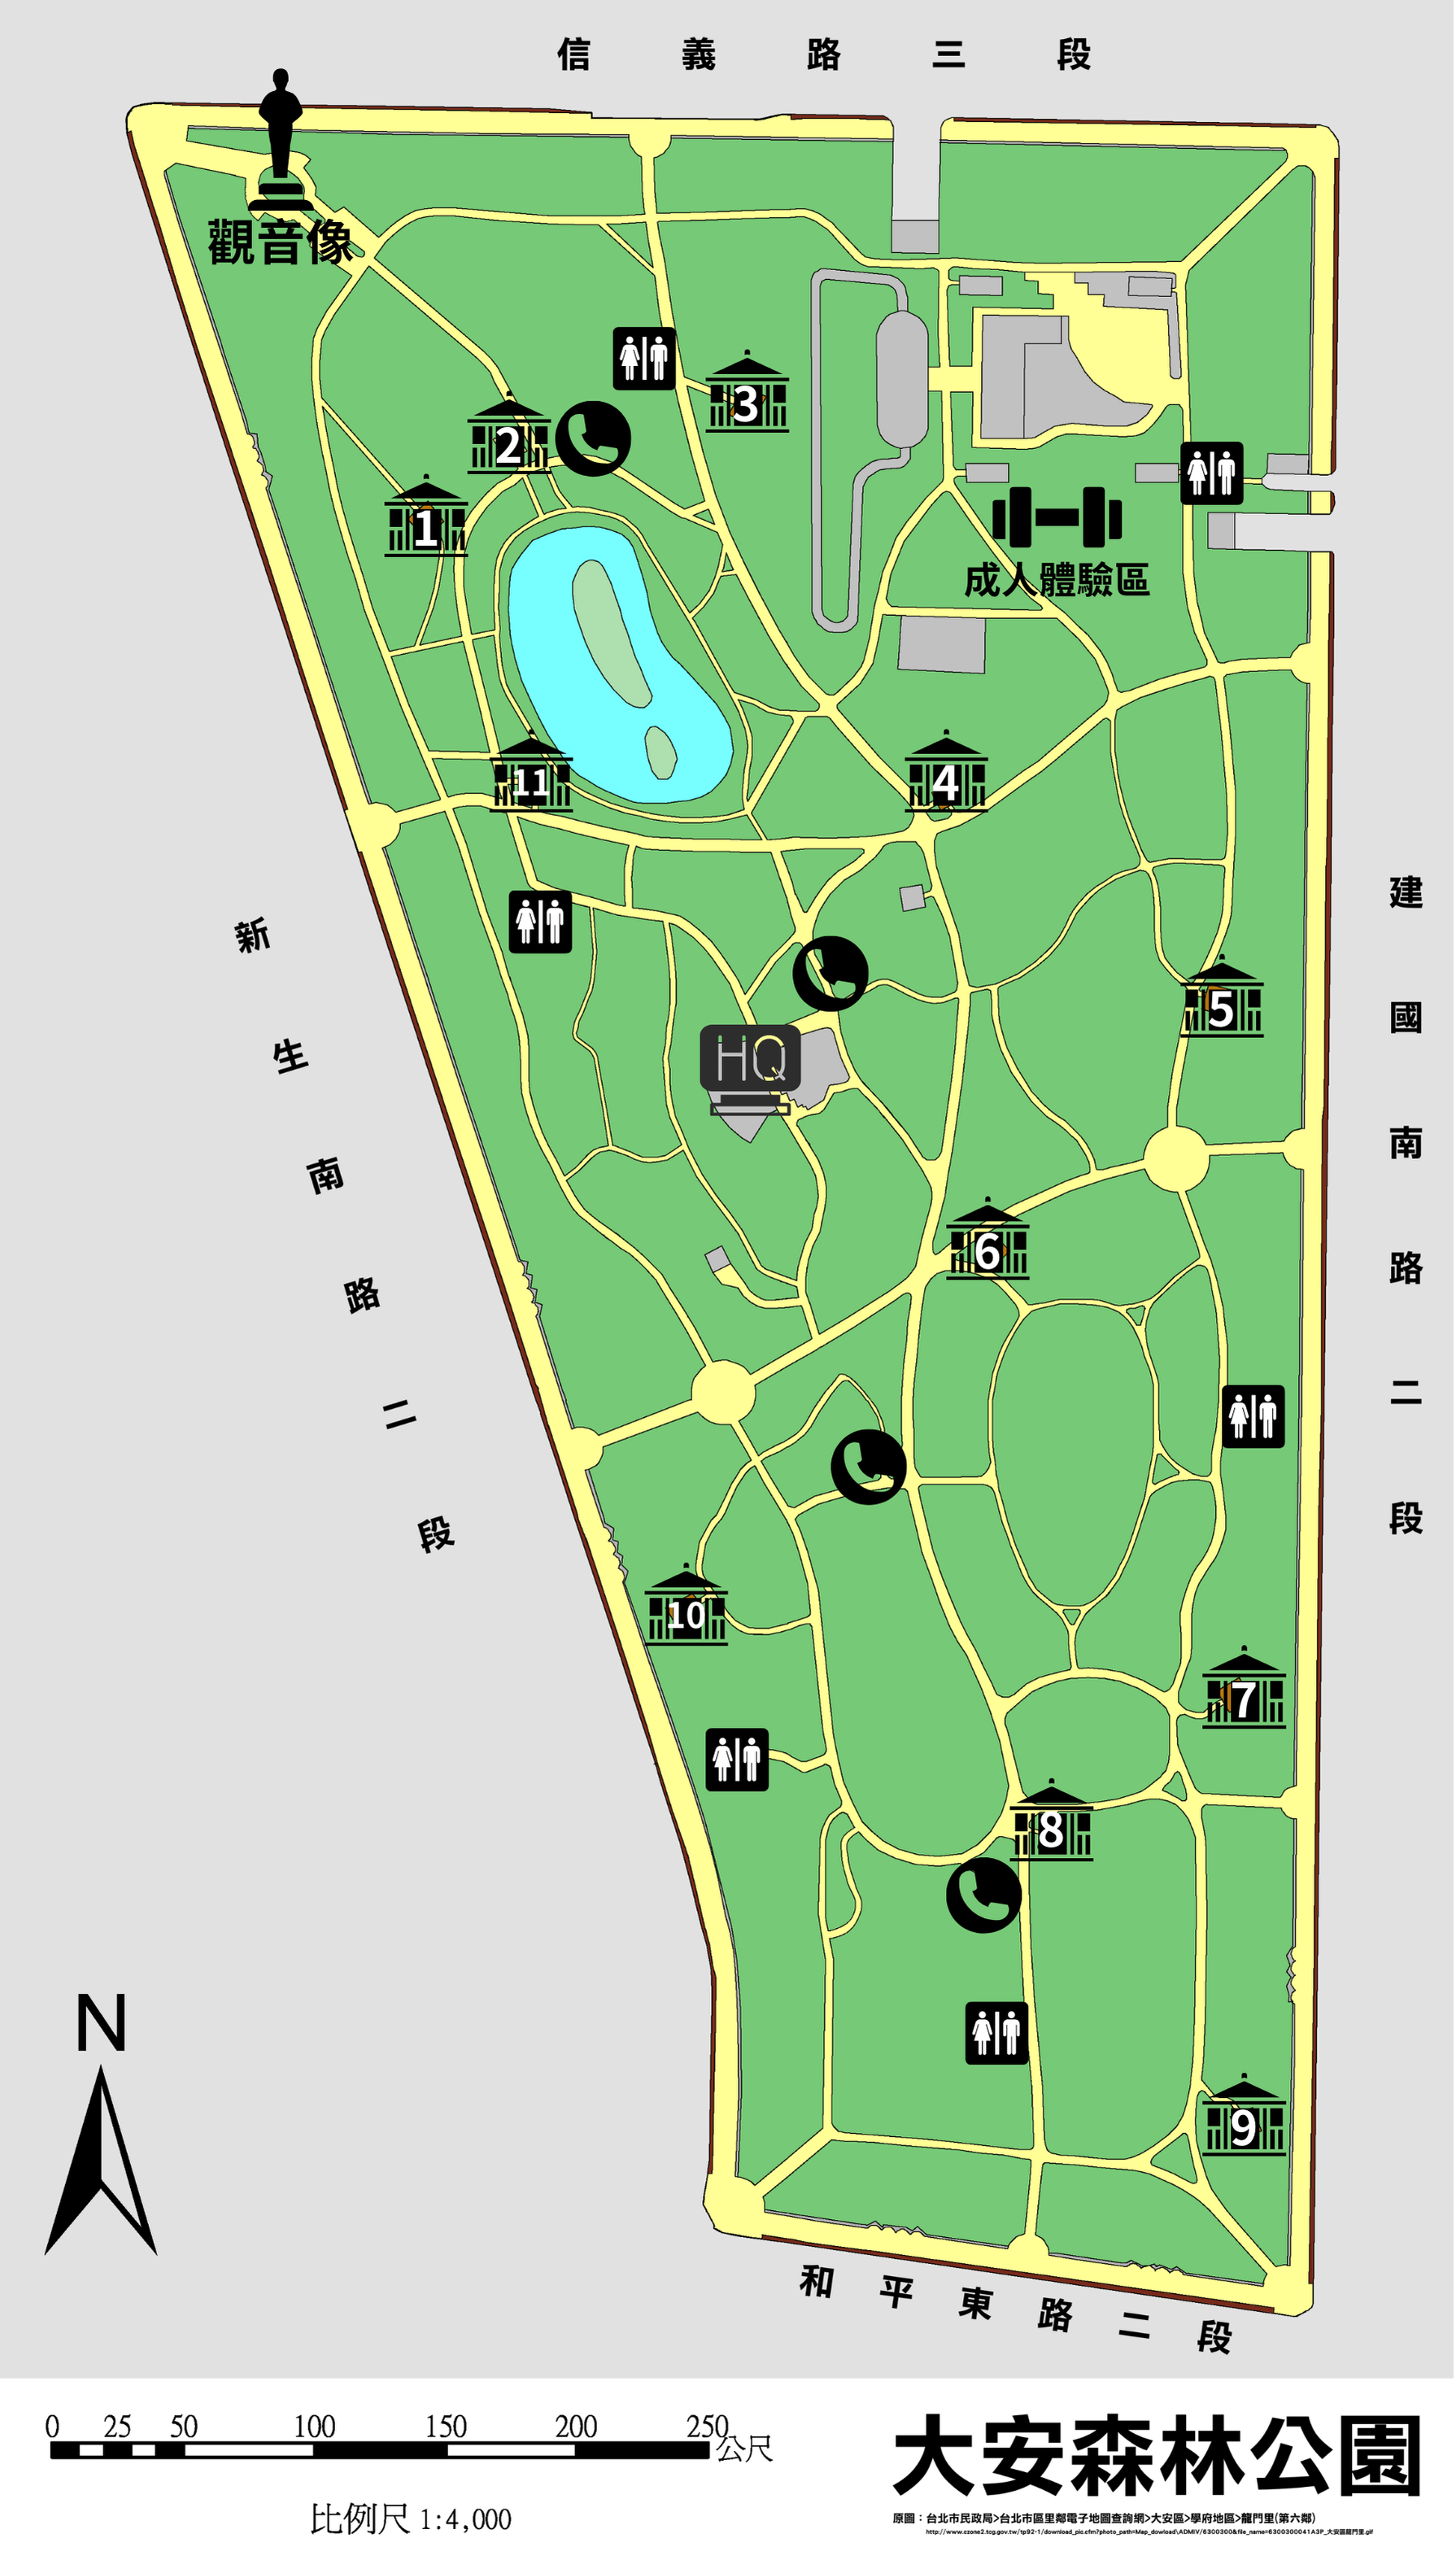 信義路三段
觀音像
3
2
1
成人體驗區
11
4
新生南路二段
建國南路二段
5
HQ
6
10
7
8
9
N
和平東路二段
0 25 50 100 150 200 250公尺
比例尺 1:4,000
大安森林公園
原圖：台北市民政局>台北市區里鄰電子地圖查詢網>大安區>學府地區>龍門里(第六鄰)
http://www.czone2.tcg.gov.tw/tp92-1/download_pic.cfm?photo_path=Map_dowload\ADMIV/6300300&file_name=6300300041A3P_大安區龍門里.gif